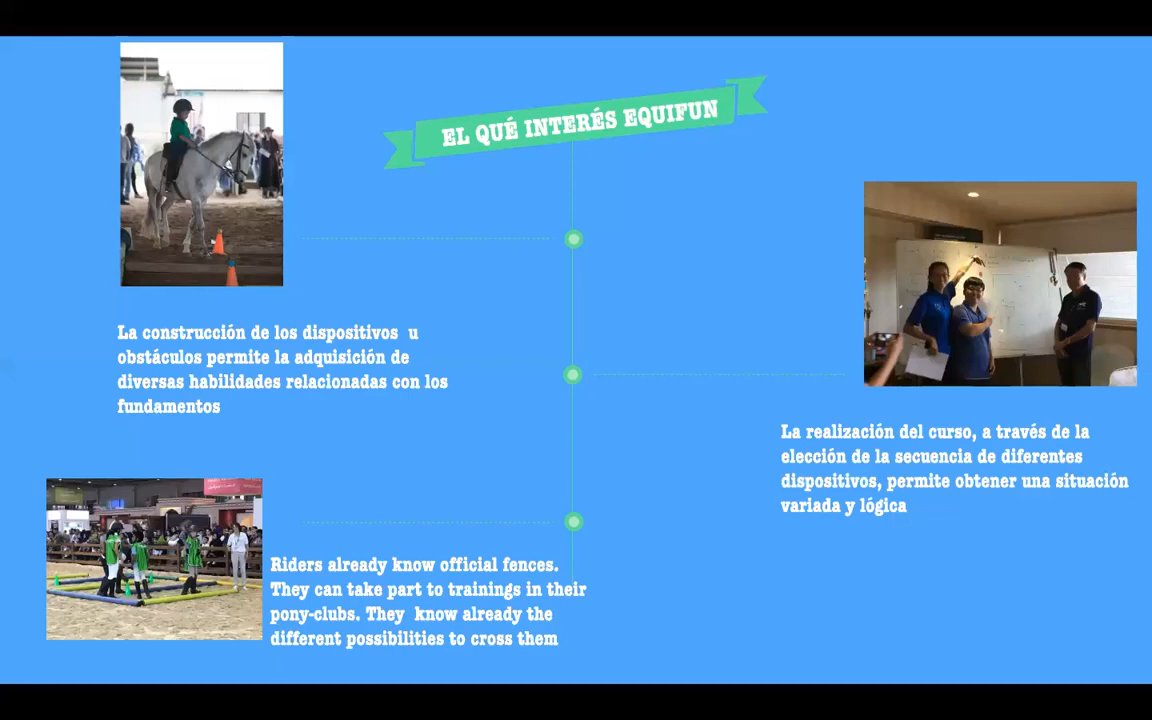 EL QUÉ INTERÉS EQUIFUN
La construcción de los dispositivos  u
obstáculos permite la adquisición de
diversas habilidades relacionadas con los
fundamentos
La realización del curso, a través de la
elección de la secuencia de diferentes
dispositivos, permite obtener una situación
variada y lógica
Riders already know official fences.
They can take part to trainings in their
pony-clubs. They  know already the
different possibilities to cross them